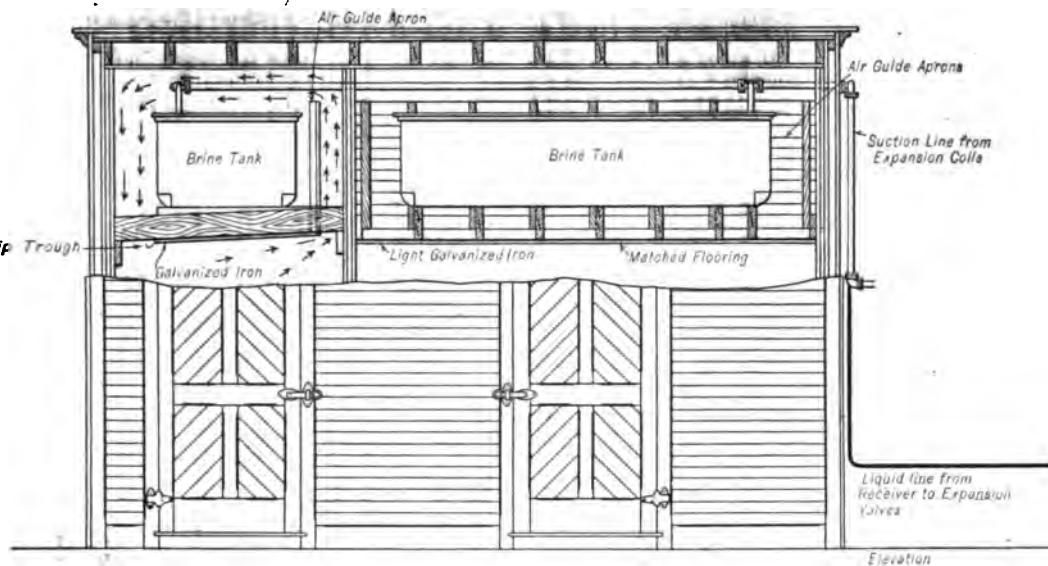 Air Guide Apron
Air Guide Aprons
Brine Tank
Brine Tank
Suction Line from
Expansion Coils
ip Trough
Galvanized Iron
Light Galvanized Iron
Matched Flooring
Liquid line from
Receiver to Expansion
Valves
Elevation